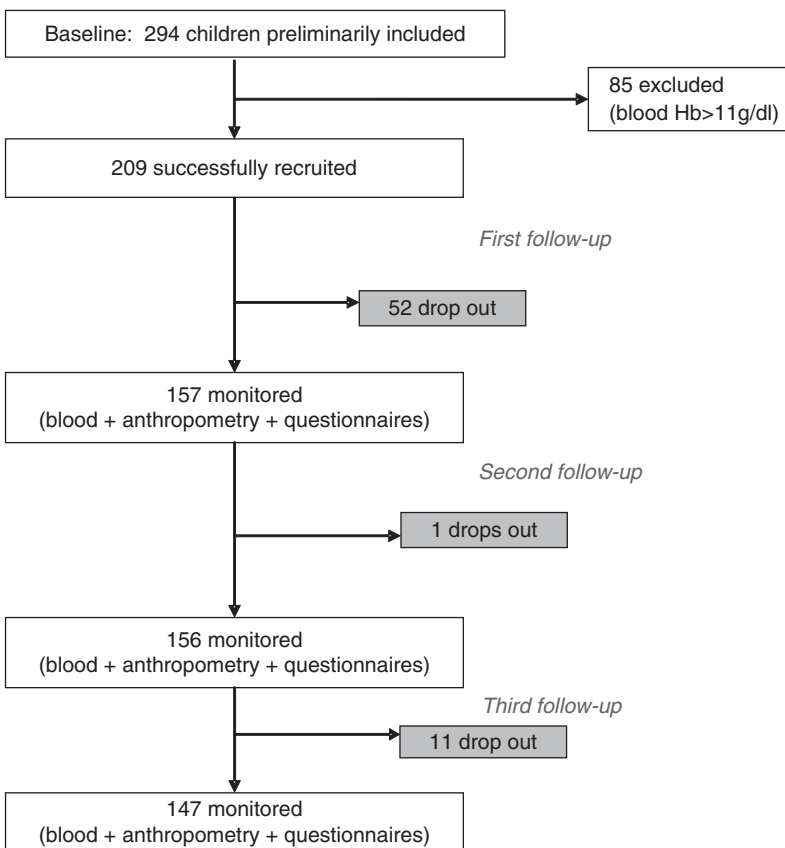 Baseline: 294 children preliminarily included
85 excluded
(blood Hb>11g/dl)
209 successfully recruited
First follow-up
52 drop out
157 monitored
(blood + anthropometry + questionnaires)
Second follow-up
1 drops out
156 monitored
(blood + anthropometry + questionnaires)
Third follow-up
11 drop out
147 monitored
(blood + anthropometry + questionnaires)